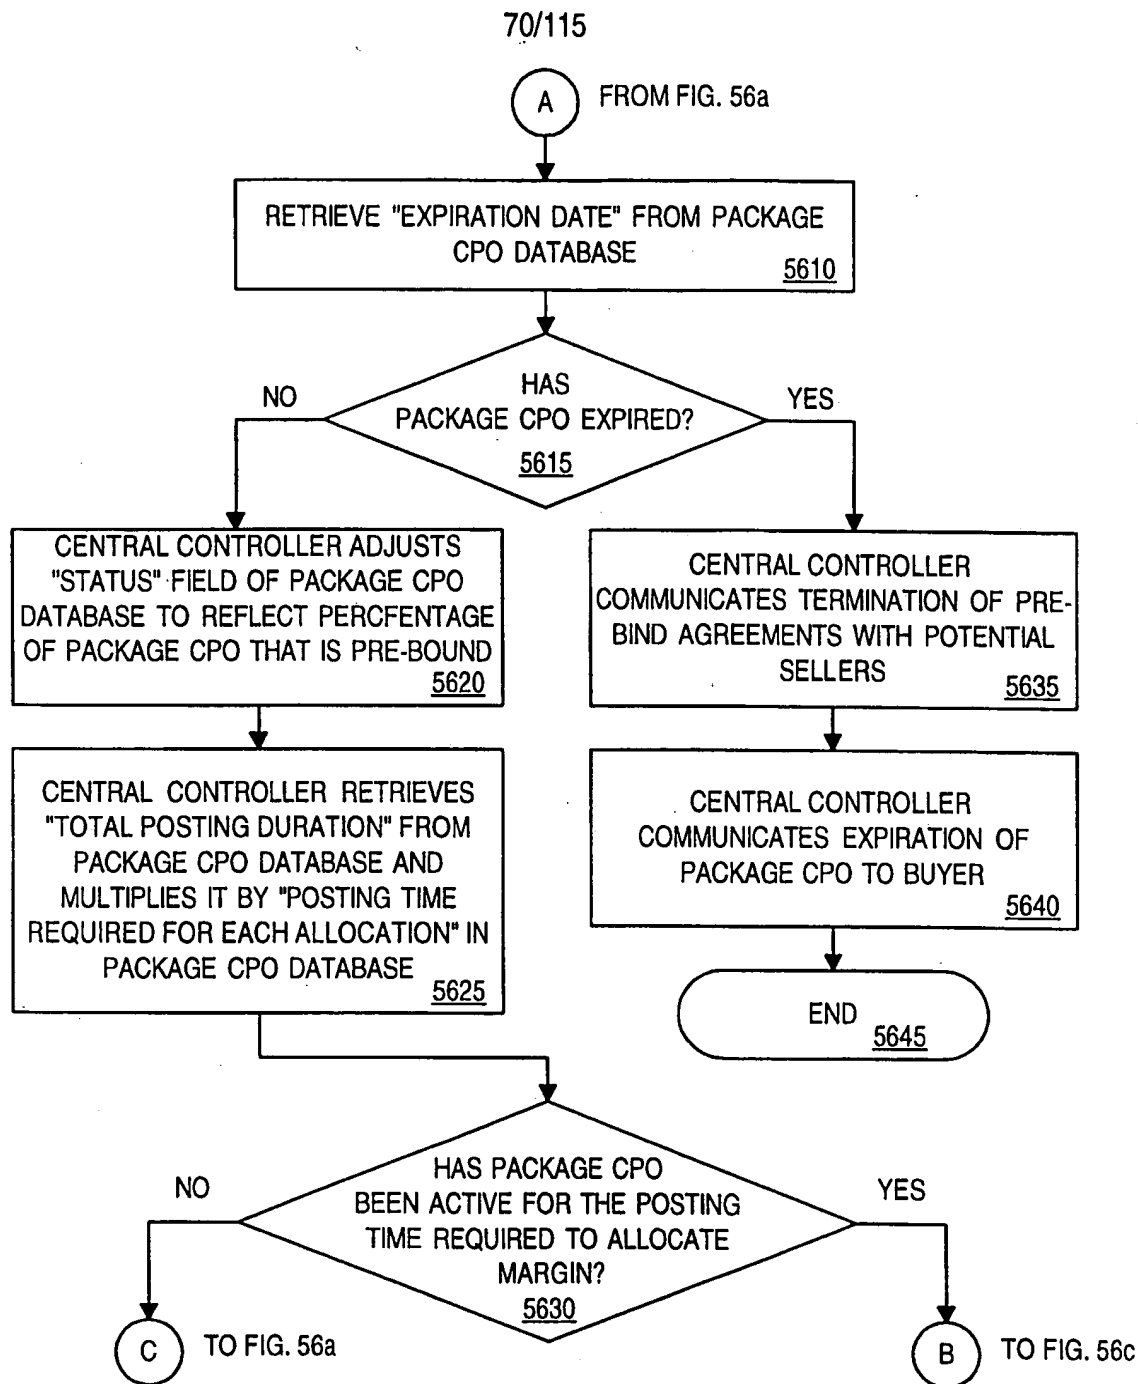 70/115
A FROM FIG. 56a
RETRIEVE "EXPIRATION DATE" FROM PACKAGE
CPO DATABASE
5610
HAS
PACKAGE CPO EXPIRED?
5615
NO
YES
CENTRAL CONTROLLER ADJUSTS
"STATUS" FIELD OF PACKAGE CPO
DATABASE TO REFLECT PERCFENTAGE
OF PACKAGE CPO THAT IS PRE-BOUND
5620
CENTRAL CONTROLLER
COMMUNICATES TERMINATION OF PRE-
BIND AGREEMENTS WITH POTENTIAL
SELLERS
5635
CENTRAL CONTROLLER RETRIEVES
"TOTAL POSTING DURATION" FROM
PACKAGE CPO DATABASE AND
MULTIPLIES IT BY "POSTING TIME
REQUIRED FOR EACH ALLOCATION" IN
PACKAGE CPO DATABASE
5625
CENTRAL CONTROLLER
COMMUNICATES EXPIRATION OF
PACKAGE CPO TO BUYER
5640
END
5645
HAS PACKAGE CPO
BEEN ACTIVE FOR THE POSTING
TIME REQUIRED TO ALLOCATE
MARGIN?
5630
NO
YES
C TO FIG. 56a
B TO FIG. 56c